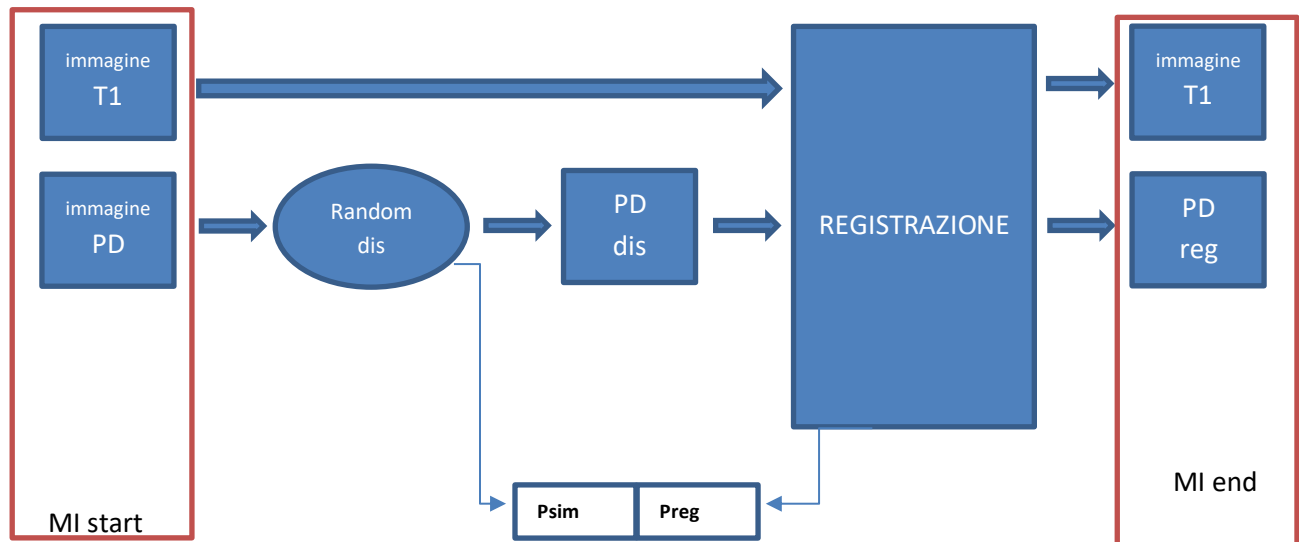 immagine
T1
immagine
PD
MI start
Random
dis
PD
dis
REGISTRAZIONE
Psim
Preg
immagine
T1
PD
reg
MI end